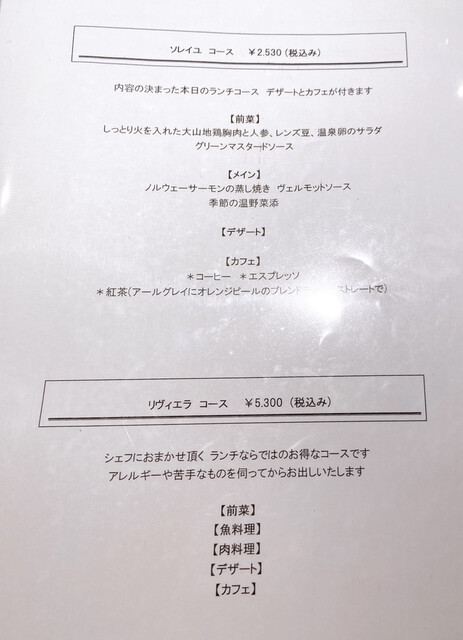 ソレイユ コース ¥2.530（税込み）
内容の決まった本日のランチコース デザートとカフェが付きます
【前菜】
しっとり火を入れた大山地鶏胸肉と人参、レンズ豆、温泉卵のサラダ
グリーンマスタードソース
【メイン】
ノルウェーサーモンの蒸し焼き ヴェルモットソース
季節の温野菜添
【デザート】
【カフェ】
＊コーヒー ＊エスプレッソ
＊紅茶（アールグレイにオレンジピールのブレンド ストレートで）
リヴィエラ コース ¥5.300（税込み）
シェフにおまかせ頂く ランチならではのお得なコースです
アレルギーや苦手なものを伺ってからお出しいたします
【前菜】
【魚料理】
【肉料理】
【デザート】
【カフェ】